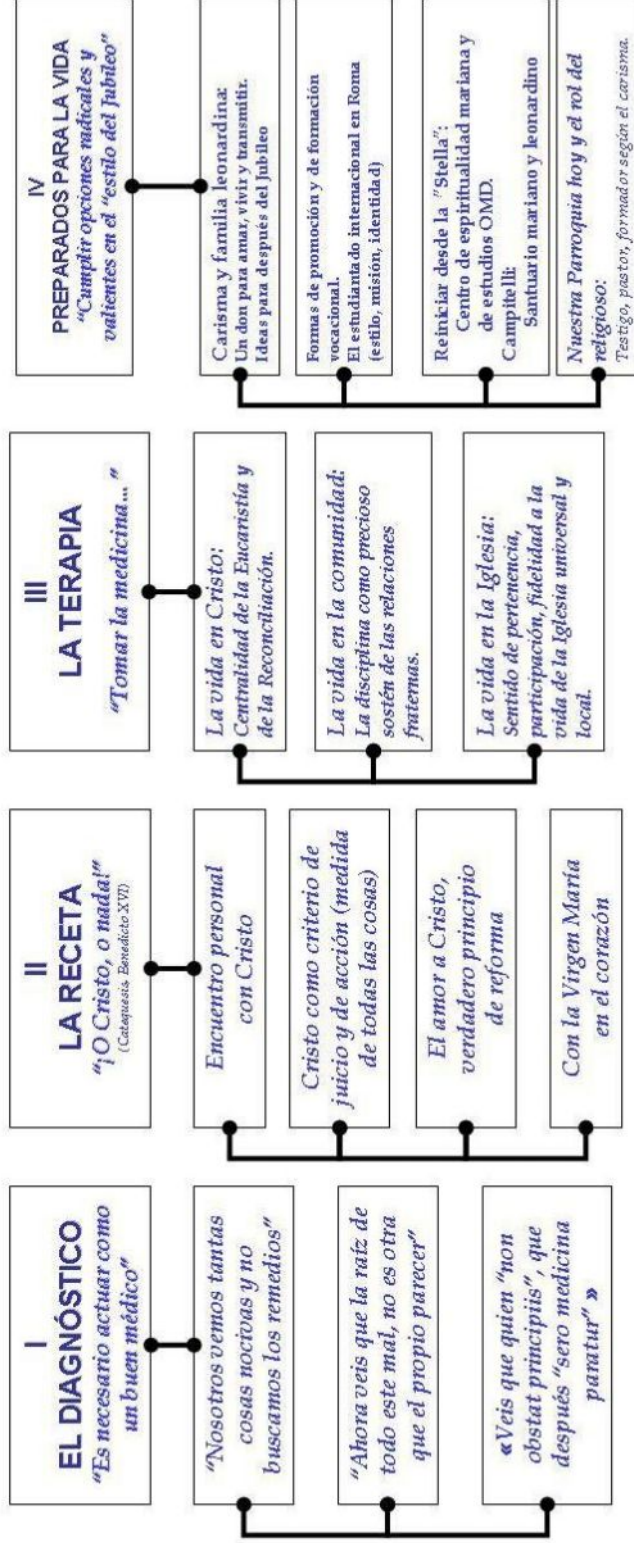 I
EL DIAGNÓSTICO
"Es necesario actuar como
un buen médico"
"Nosotros vemos tantas
cosas nocivas y no
buscamos los remedios"
"Ahora veis que la raíz de
todo este mal, no es otra
que el propio parecer"
«Veis que quien "non
obstat principiis", que
después "sero medicina
paratur" »
II
LA RECETA
"¡O Cristo, o nada!"
(Catequesis Benedicto XVI)
Encuentro personal
con Cristo
Cristo como criterio de
juicio y de acción (medida
de todas las cosas)
El amor a Cristo,
verdadero principio
de reforma
Con la Virgen María
en el corazón
III
LA TERAPIA
"Tomar la medicina... "
La vida en Cristo:
Centralidad de la Eucaristía y
de la Reconciliación.
La vida en la comunidad:
La disciplina como precioso
sostén de las relaciones
fraternas.
La vida en la Iglesia:
Sentido de pertenencia,
participación, fidelidad a la
vida de la Iglesia universal y
local.
IV
PREPARADOS PARA LA VIDA
"Cumplir opciones radicales y
valientes en el "estilo del Jubileo"
Carisma y familia leonardina:
Un don para amar, vivir y transmitir.
Ideas para después del Jubileo
Formas de promoción y de formación
vocacional.
El estudiantado internacional en Roma
(estilo, misión, identidad)
Reiniciar desde la "Stella":
Centro de espiritualidad mariana y
de estudios OMD.
Campitelli:
Santuario mariano y leonardino
Nuestra Parroquia hoy y el rol del
religioso:
Testigo, pastor, formador según el carisma.